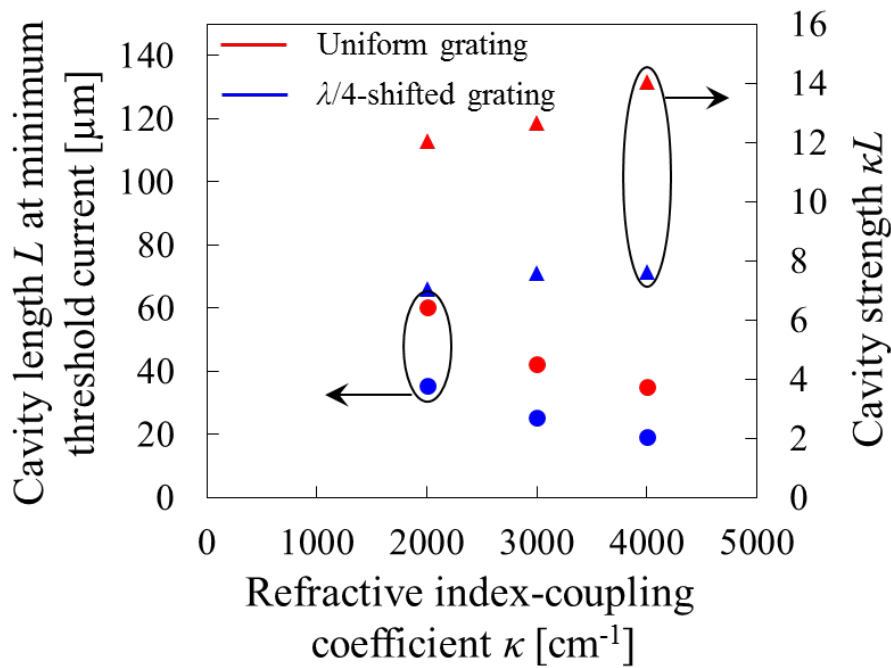 Uniform grating
λ/4-shifted grating
Cavity length L at minimum
threshold current [μm]
140
120
100
80
60
40
20
0
16
14
12
10
8
6
4
2
0
Cavity strength κL
0 1000 2000 3000 4000 5000
Refractive index-coupling
coefficient κ [cm⁻¹]